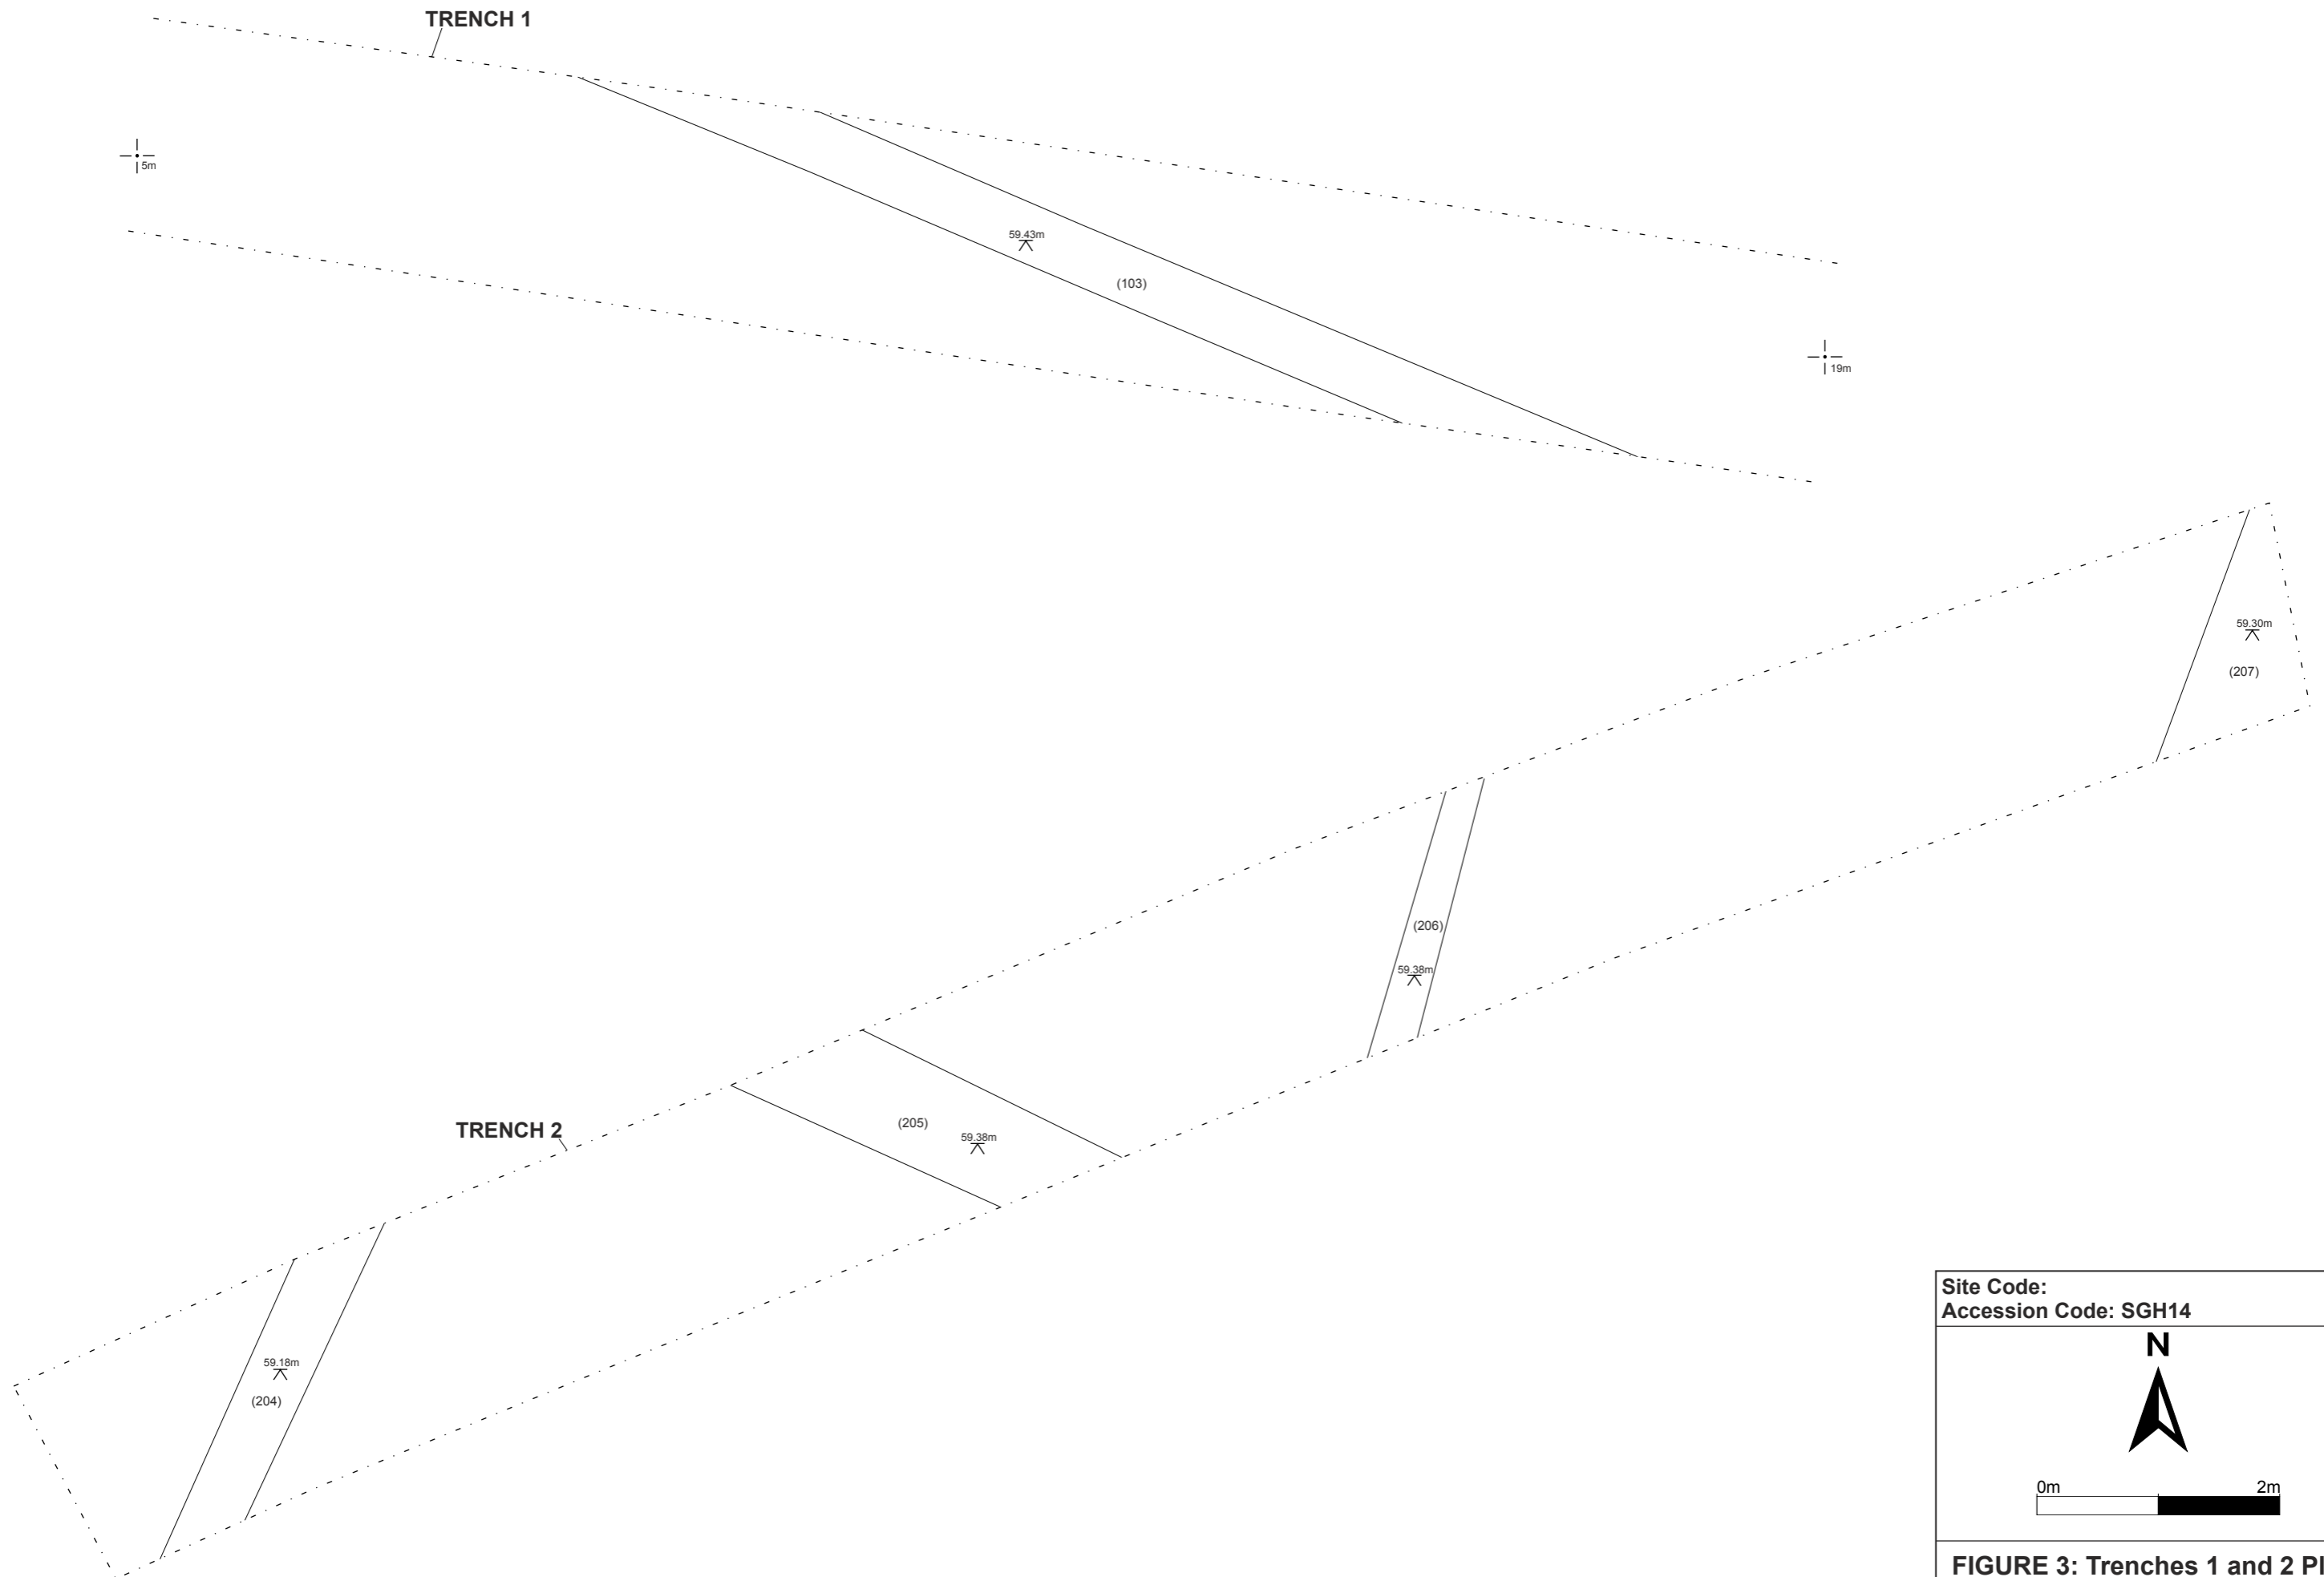 TRENCH 1
5m
59.43m
(103)
19m
59.30m
(207)
(206)
59.38m
(205)
59.38m
TRENCH 2
59.18m
(204)
Site Code:
Accession Code: SGH14
N
0m 2m
FIGURE 3: Trenches 1 and 2 Pl